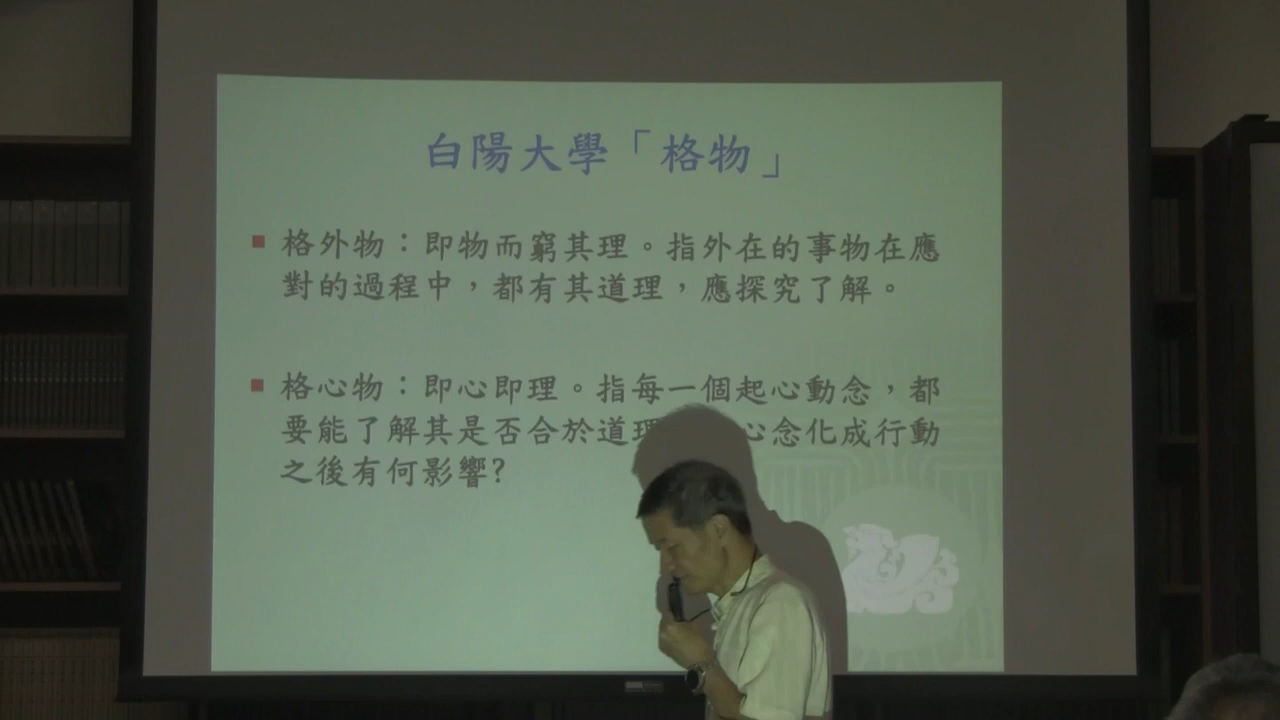 白陽大學「格物」
格外物：即物而窮其理。指外在的事物在應
對的過程中，都有其道理，應探究了解。
格心物：即心即理。指每一個起心動念，都
要能了解其是否合於道理 心念化成行動
之後有何影響?